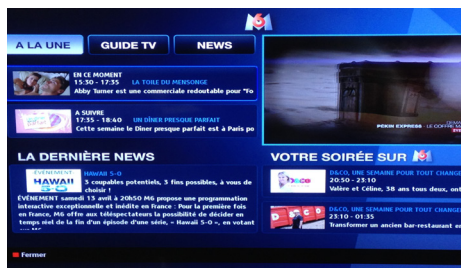 M6
A LA UNE
GUIDE TV
NEWS
EN CE MOMENT
15:30 - 17:35 LA TOILE DU MENSONGE
Abby Turner est une commerciale redoutable pour "Fo
A SUIVRE
17:35 - 18:40 UN DÎNER PRESQUE PARFAIT
Cette semaine le Dîner presque parfait est à Paris po
PÉKIN EXPRESS : LE COFFRE
LA DERNIÈRE NEWS
ÉVÉNEMENT
HAWAII
5-0
HAWAII 5-0
3 coupables potentiels, 3 fins possibles, à vous de
choisir !
ÉVÉNEMENT samedi 13 avril à 20h50 M6 propose une programmation
interactive exceptionnelle et inédite en France : Pour la première fois
en France, M6 offre aux téléspectateurs la possibilité de décider en
temps réel de la fin d'un épisode d'une série, « Hawaii 5-0 », en votant
VOTRE SOIRÉE SUR M6
D&CO, UNE SEMAINE POUR TOUT CHANGER
20:50 - 23:10
Valère et Céline, 38 ans tous deux, ont
D&CO, UNE SEMAINE POUR TOUT CHANGER
23:10 - 01:35
Transformer un ancien bar-restaurant e
Fermer